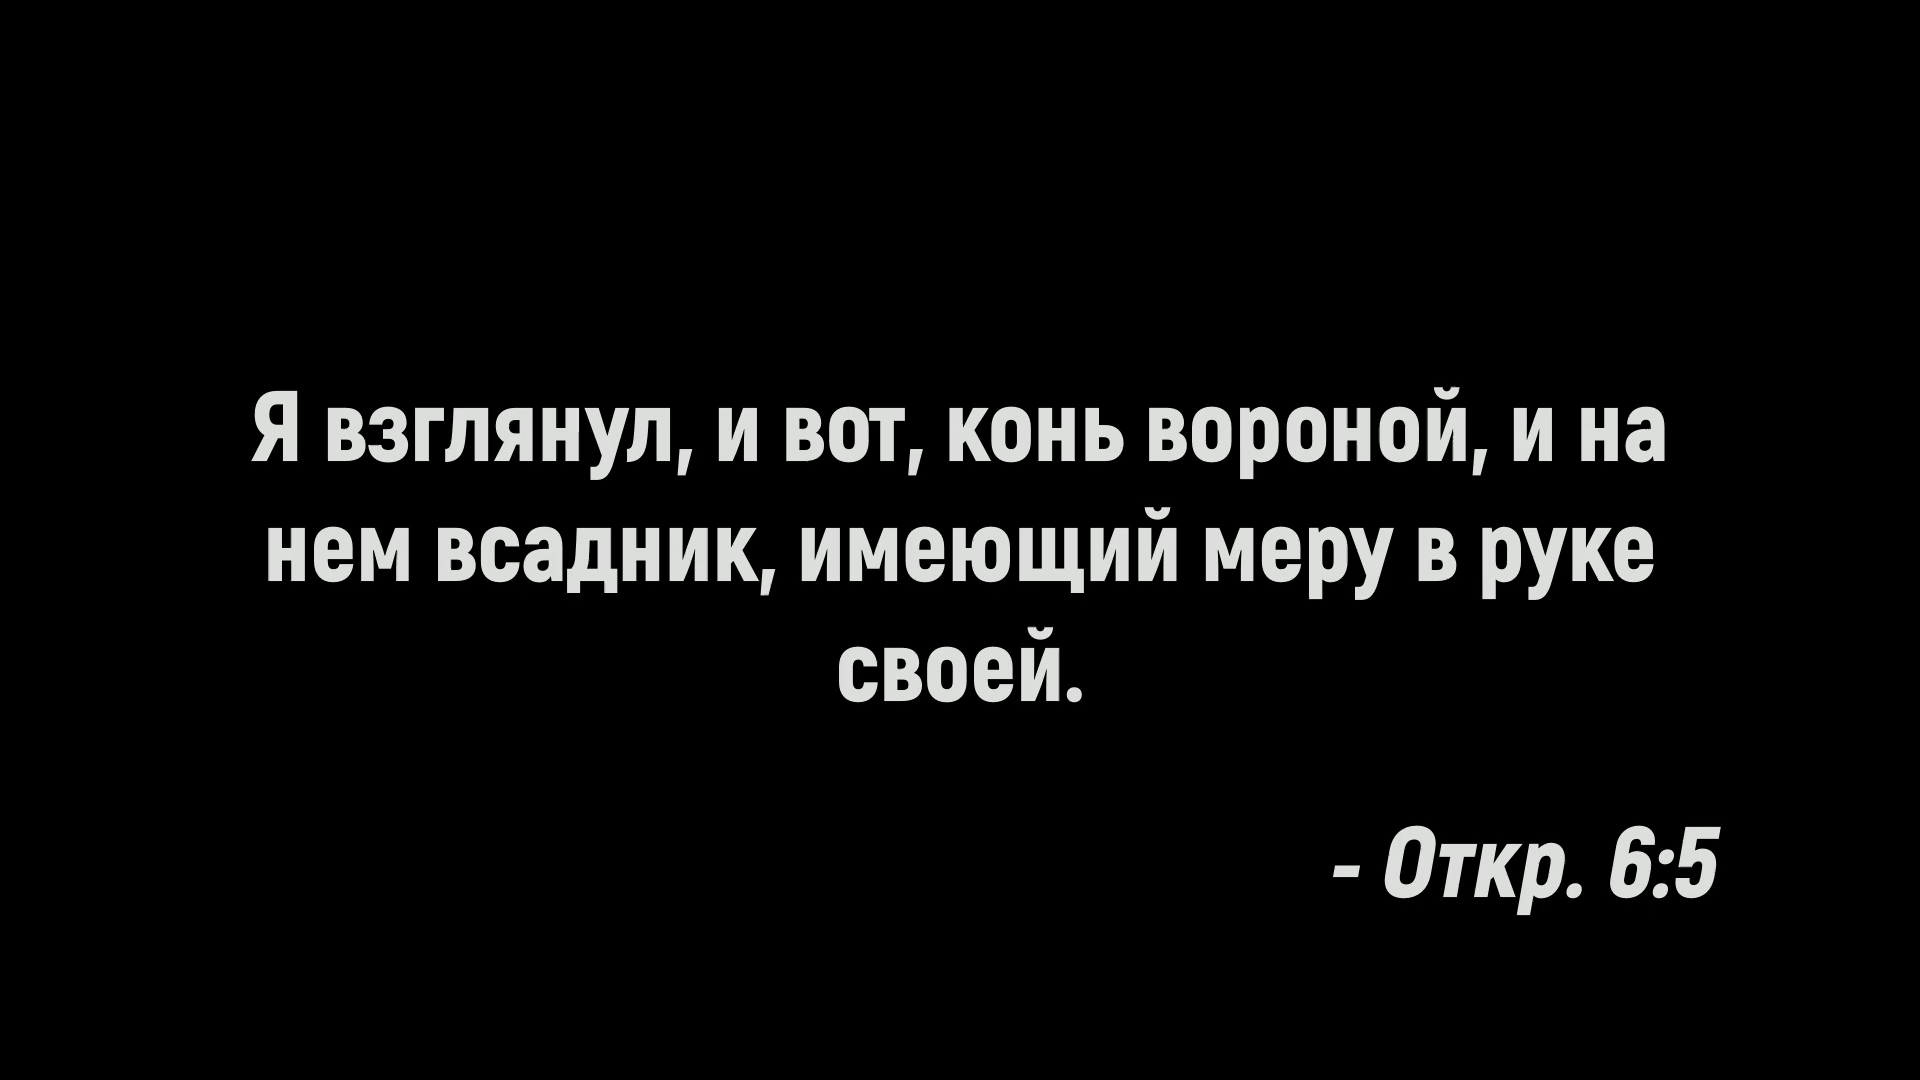 Я взглянул, и вот, конь вороной, и на
нем всадник, имеющий меру в руке
своей.
- Откр. 6:5